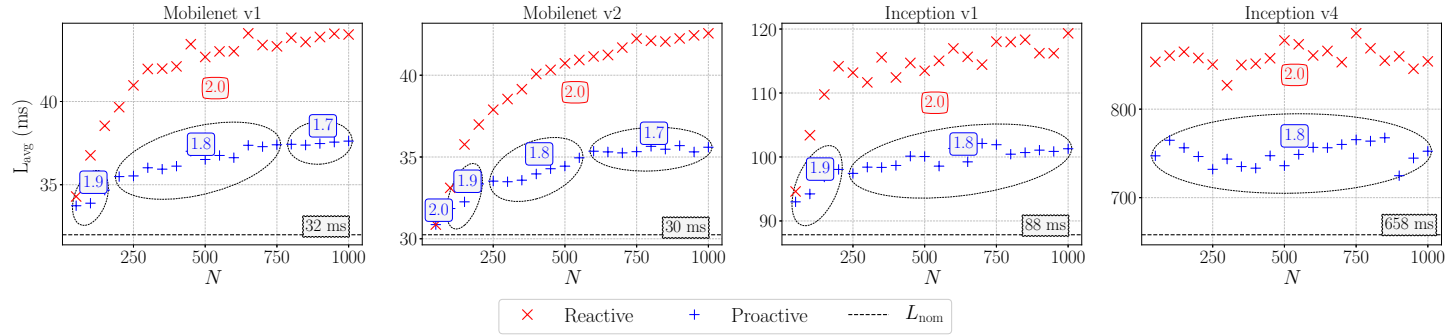 Mobilenet v1
Mobilenet v2
Inception v1
Inception v4
L_avg (ms)
40
35
2.0
1.9
1.8
1.7
32 ms
250 500 750 1000
N
40
35
30
2.0
2.0
1.9
1.8
1.7
30 ms
250 500 750 1000
N
120
110
100
90
2.0
1.9
1.8
88 ms
250 500 750 1000
N
800
700
2.0
1.8
658 ms
250 500 750 1000
N
Reactive Proactive L_nom